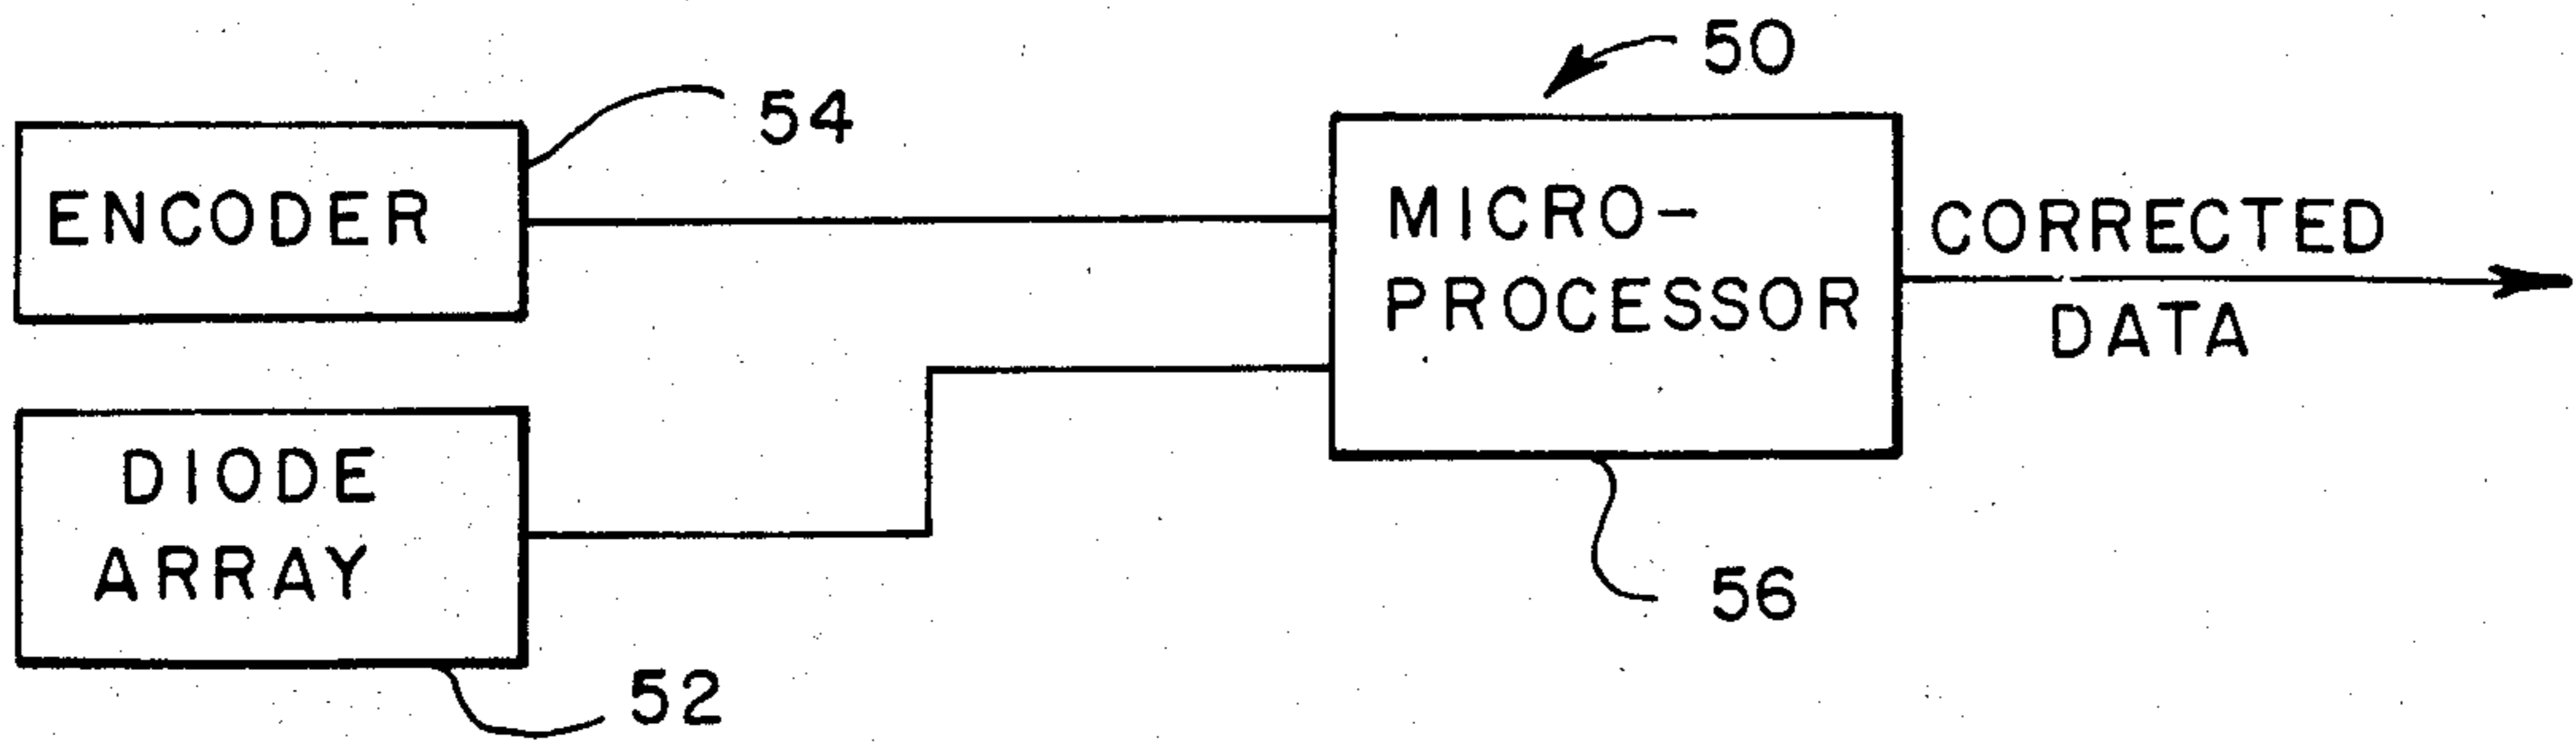 50
54
ENCODER
MICRO-
PROCESSOR
CORRECTED
DATA
DIODE
ARRAY
56
52